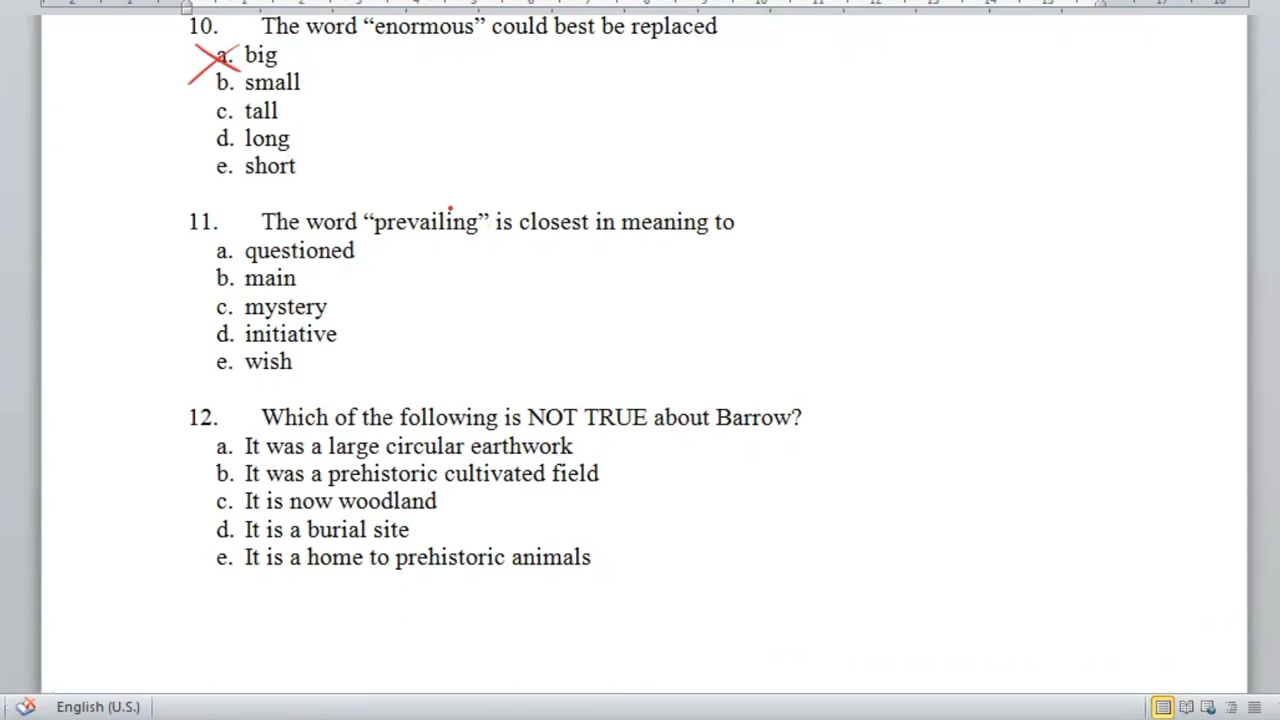 10. The word “enormous” could best be replaced
a. big
b. small
c. tall
d. long
e. short
11. The word “prevailing” is closest in meaning to
a. questioned
b. main
c. mystery
d. initiative
e. wish
12. Which of the following is NOT TRUE about Barrow?
a. It was a large circular earthwork
b. It was a prehistoric cultivated field
c. It is now woodland
d. It is a burial site
e. It is a home to prehistoric animals
English (U.S.)